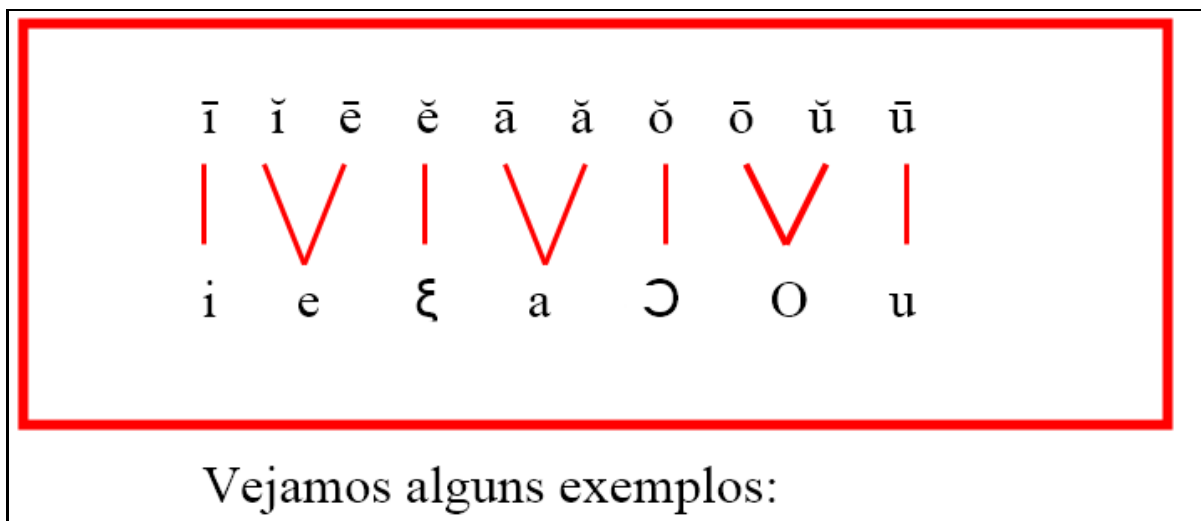 ī ĭ ē ĕ ā ă ŏ ō ŭ ū
i e ξ a Ɔ O u
Vejamos alguns exemplos: